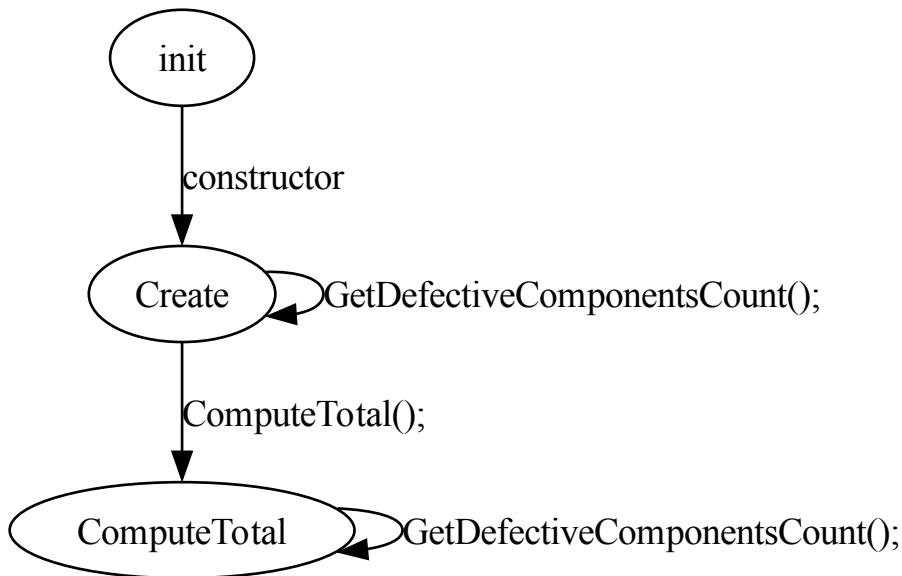 init
constructor
Create
GetDefectiveComponentsCount();
ComputeTotal();
ComputeTotal
GetDefectiveComponentsCount();